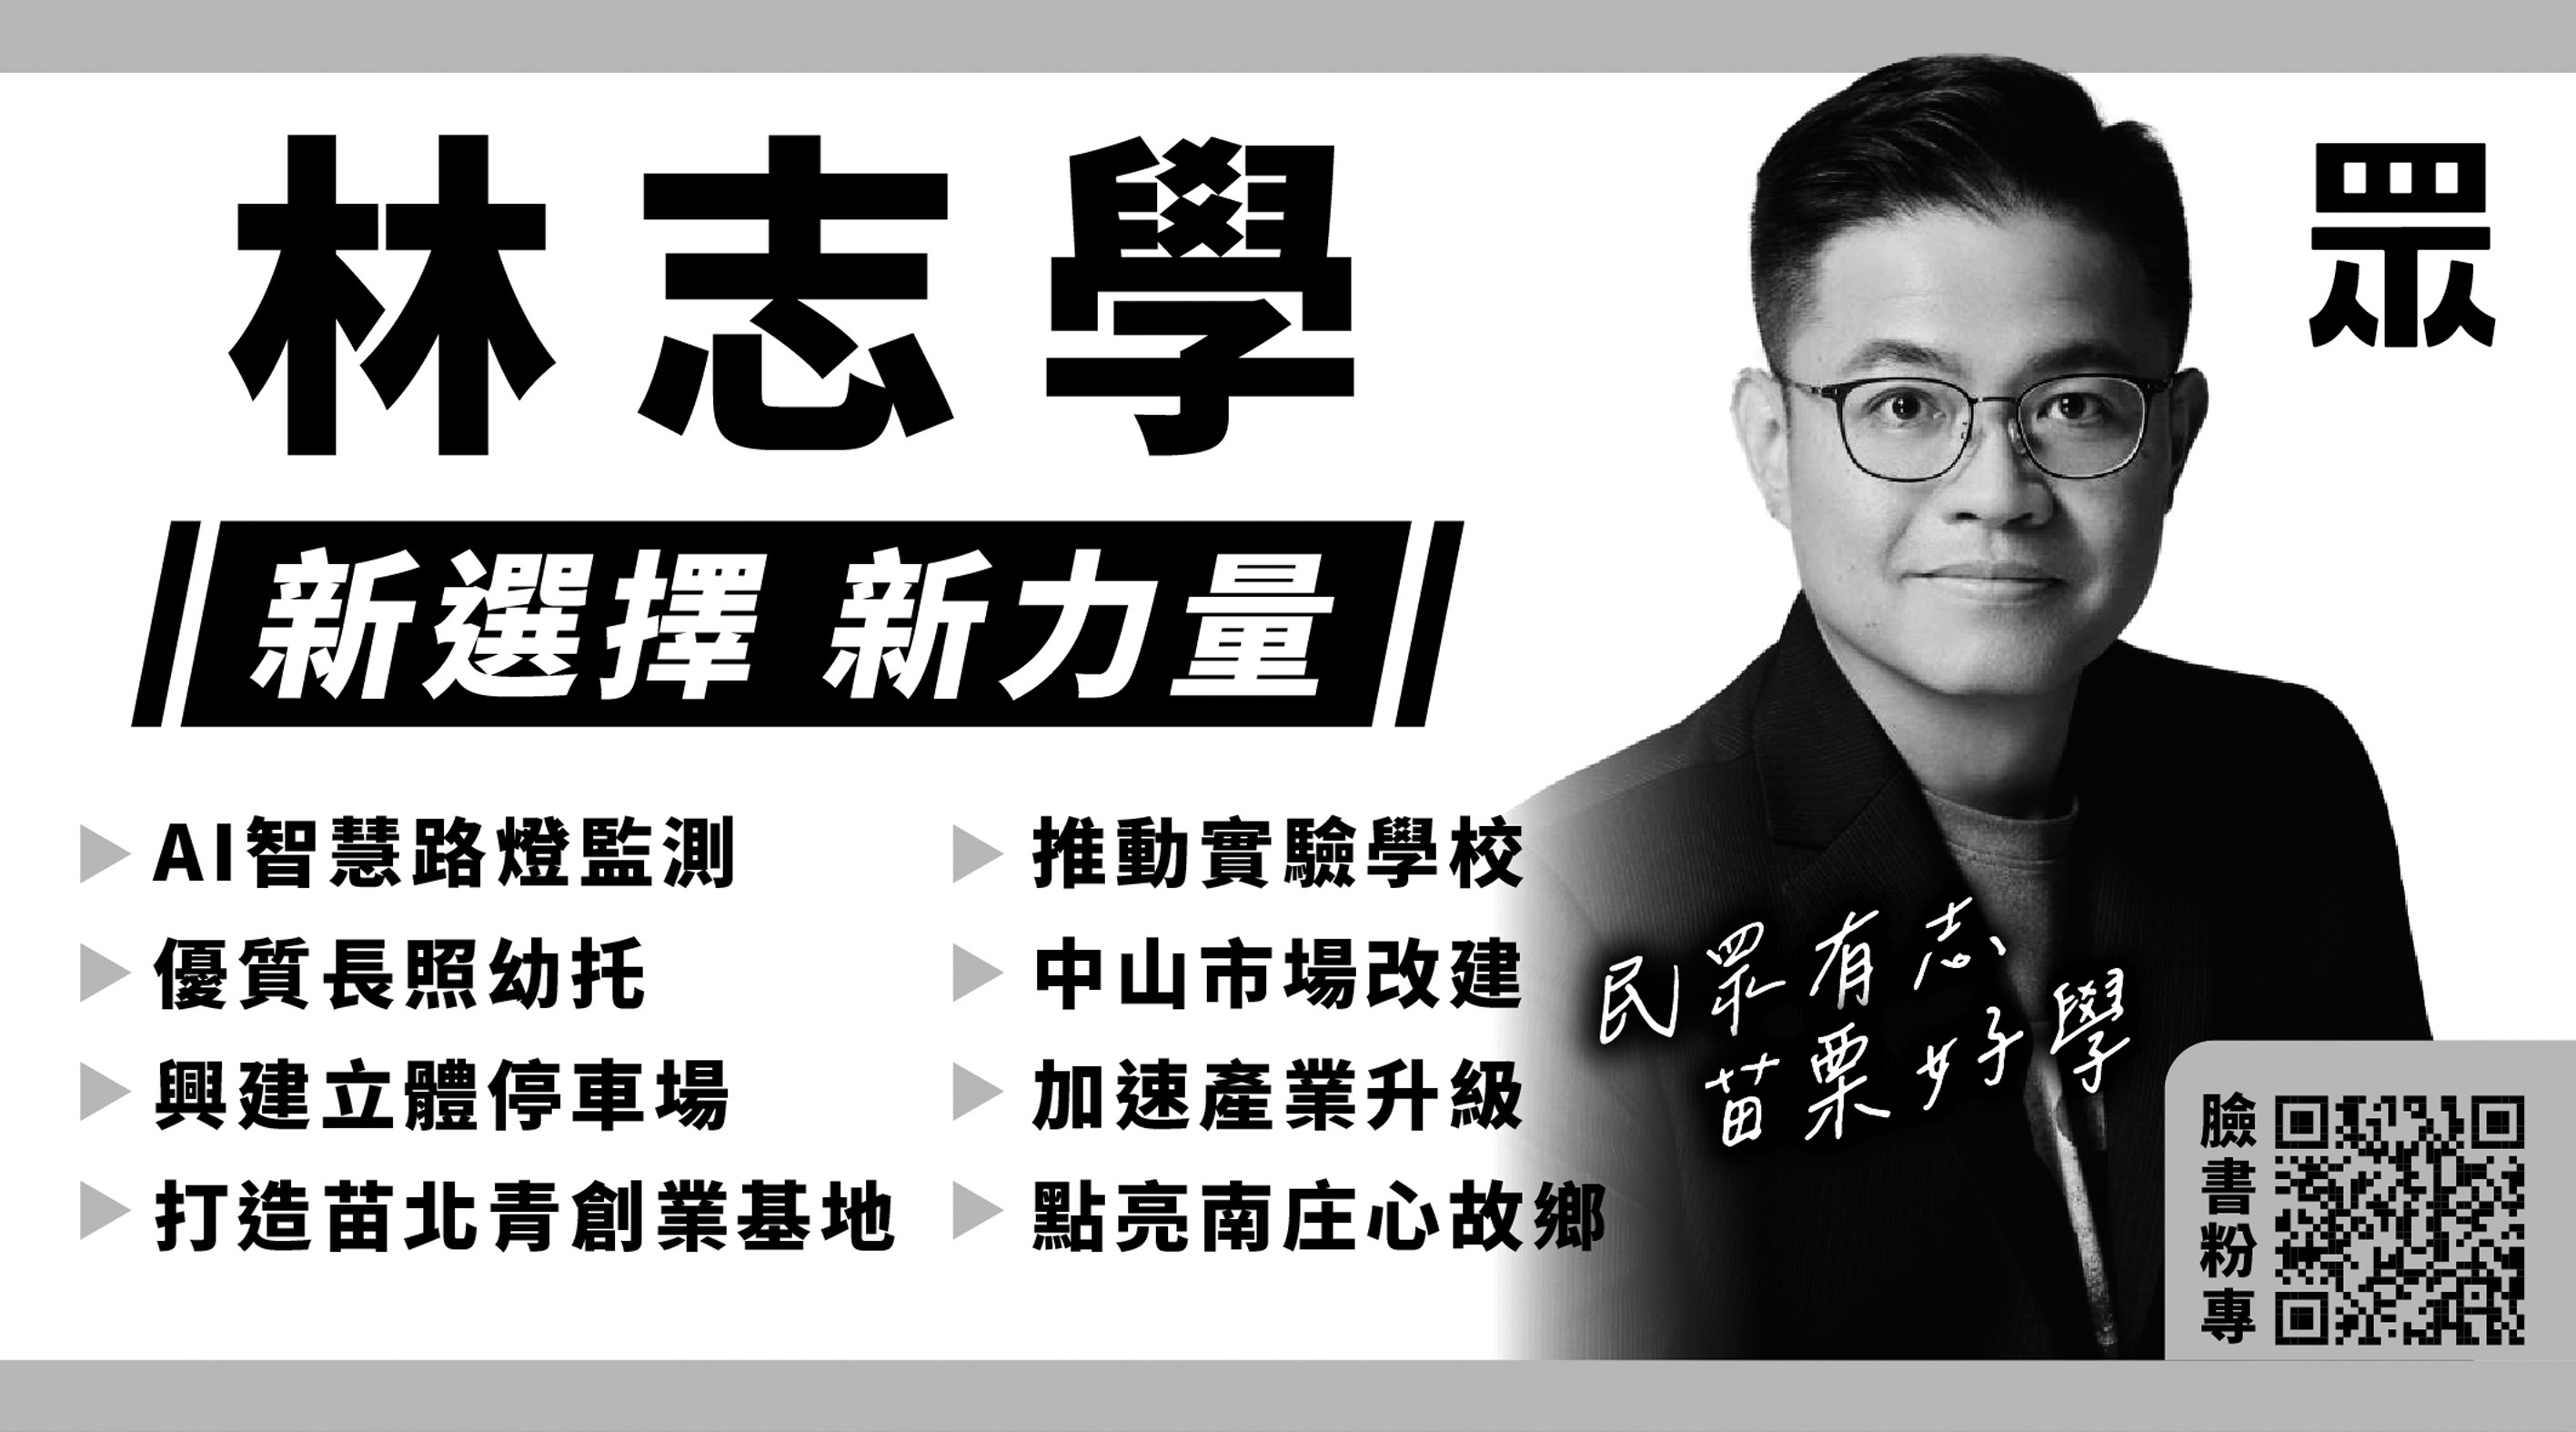 林志學
眾
新選擇 新力量
AI智慧路燈監測
優質長照幼托
興建立體停車場
打造苗北青創業基地
推動實驗學校
中山市場改建
加速產業升級
點亮南庄心故鄉
民眾有志
苗栗好學
臉書粉專